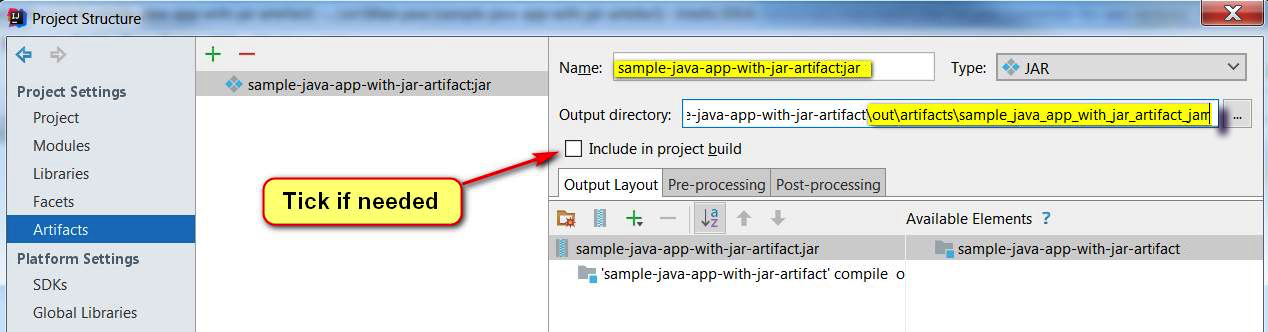 Project Structure
Project Settings
Project
Modules
Libraries
Facets
Artifacts
Platform Settings
SDKs
Global Libraries
sample-java-app-with-jar-artifact:jar
Name: sample-java-app-with-jar-artifact:jar Type: JAR
Output directory: e-java-app-with-jar-artifact\out\artifacts\sample_java_app_with_jar_artifact_jar ...
Include in project build
Tick if needed
Output Layout Pre-processing Post-processing
a z Available Elements ?
sample-java-app-with-jar-artifact.jar sample-java-app-with-jar-artifact
'sample-java-app-with-jar-artifact' compile o